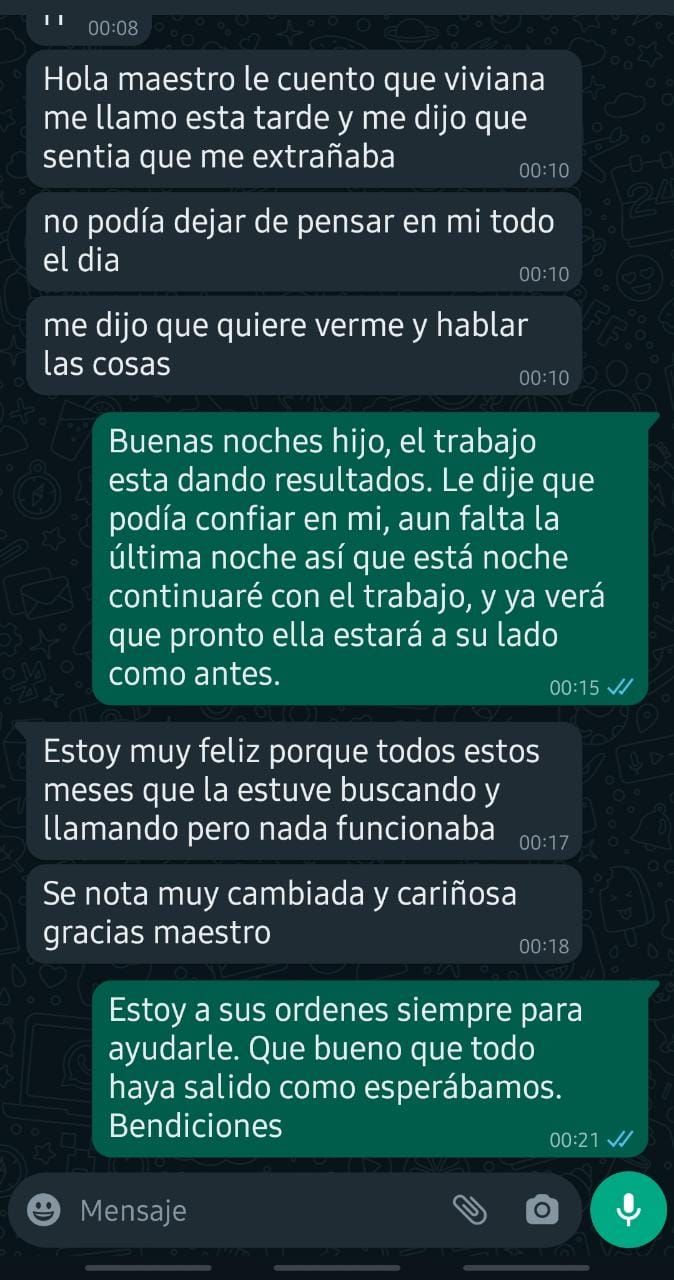 00:08
Hola maestro le cuento que viviana
me llamo esta tarde y me dijo que
sentia que me extrañaba
00:10
no podía dejar de pensar en mi todo
el dia
00:10
me dijo que quiere verme y hablar
las cosas
00:10
Buenas noches hijo, el trabajo
esta dando resultados. Le dije que
podía confiar en mi, aun falta la
última noche así que está noche
continuaré con el trabajo, y ya verá
que pronto ella estará a su lado
como antes.
00:15
Estoy muy feliz porque todos estos
meses que la estuve buscando y
llamando pero nada funcionaba
00:17
Se nota muy cambiada y cariñosa
gracias maestro
00:18
Estoy a sus ordenes siempre para
ayudarle. Que bueno que todo
haya salido como esperábamos.
Bendiciones
00:21
Mensaje